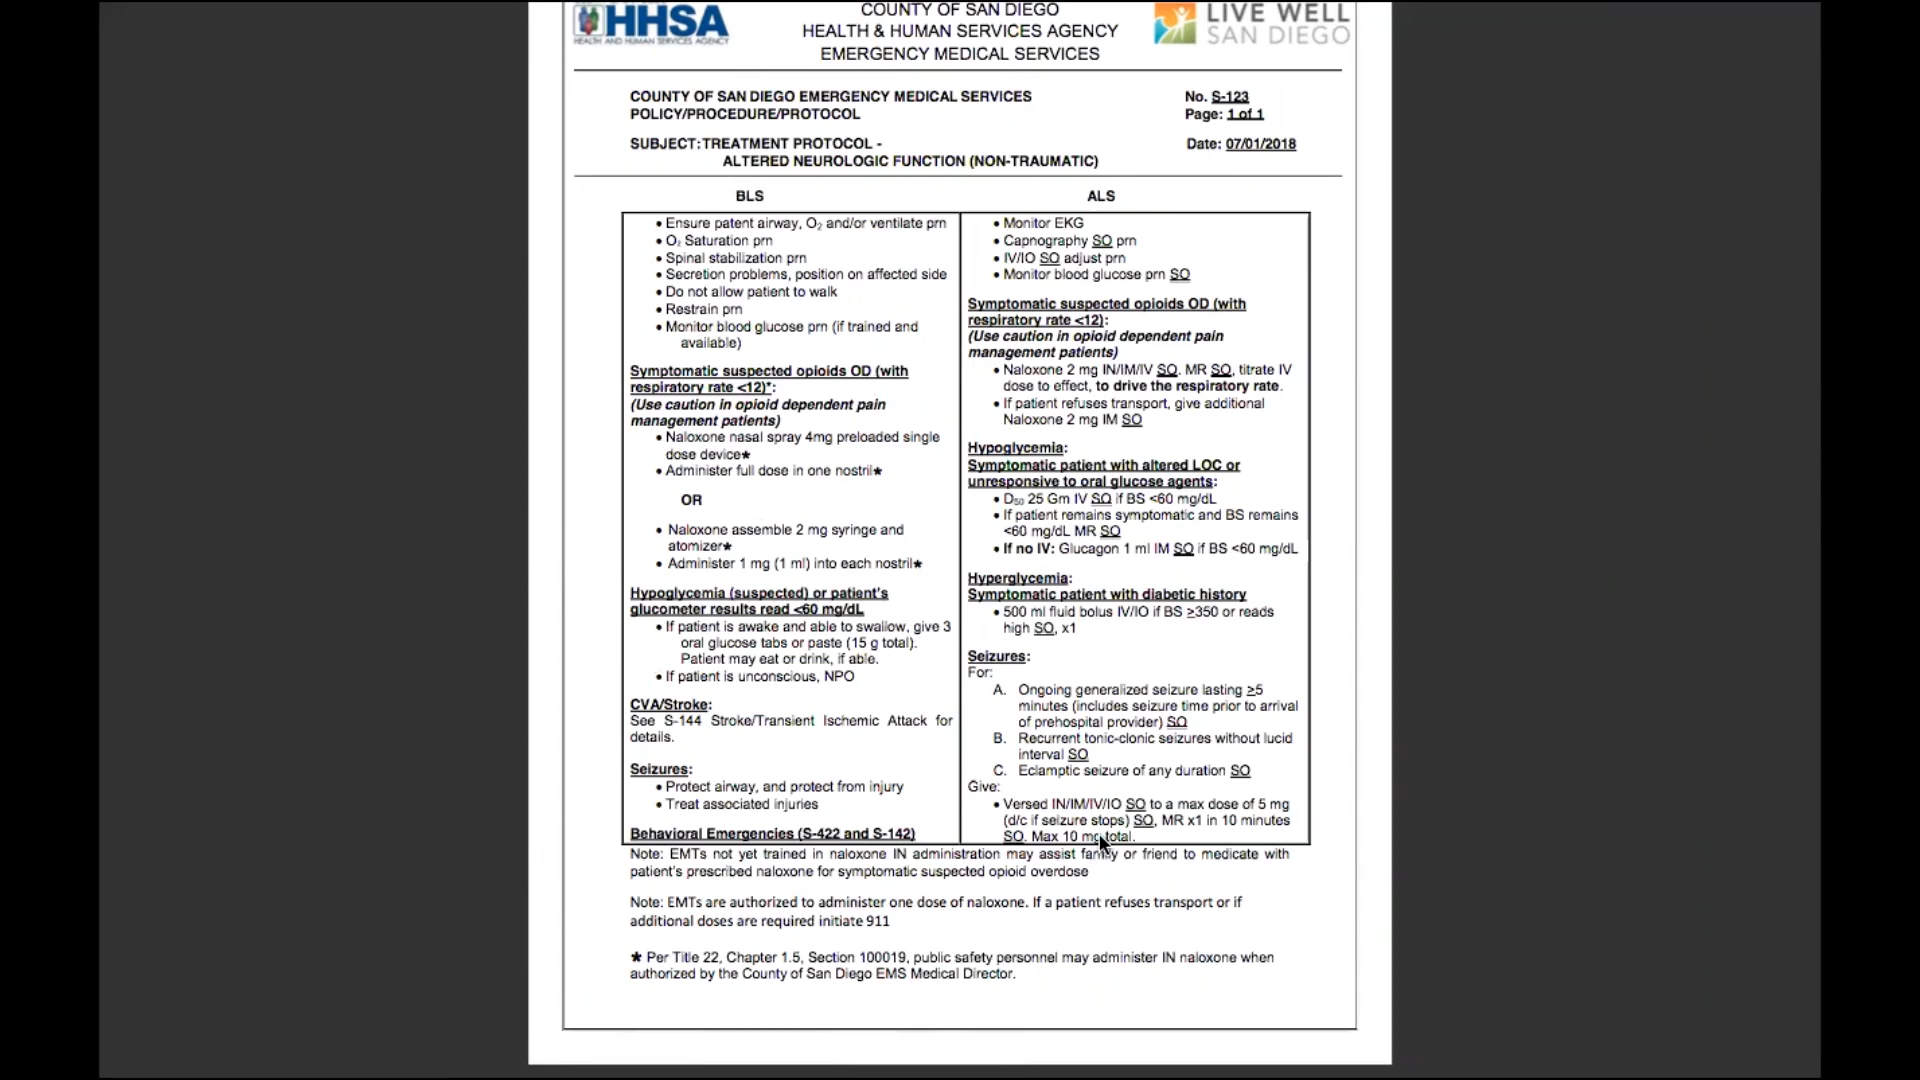 HHSA
HEALTH AND HUMAN SERVICES AGENCY
COUNTY OF SAN DIEGO
HEALTH & HUMAN SERVICES AGENCY
EMERGENCY MEDICAL SERVICES
LIVE WELL
SAN DIEGO
COUNTY OF SAN DIEGO EMERGENCY MEDICAL SERVICES
POLICY/PROCEDURE/PROTOCOL
No. S-123
Page: 1 of 1
SUBJECT: TREATMENT PROTOCOL -
ALTERED NEUROLOGIC FUNCTION (NON-TRAUMATIC)
Date: 07/01/2018
BLS
• Ensure patent airway, O₂ and/or ventilate prn
• O₂ Saturation prn
• Spinal stabilization prn
• Secretion problems, position on affected side
• Do not allow patient to walk
• Restrain prn
• Monitor blood glucose prn (if trained and
available)
Symptomatic suspected opioids OD (with
respiratory rate <12)*:
(Use caution in opioid dependent pain
management patients)
• Naloxone nasal spray 4mg preloaded single
dose device★
• Administer full dose in one nostril★
OR
• Naloxone assemble 2 mg syringe and
atomizer★
• Administer 1 mg (1 ml) into each nostril★
Hypoglycemia (suspected) or patient's
glucometer results read <60 mg/dL
• If patient is awake and able to swallow, give 3
oral glucose tabs or paste (15 g total).
Patient may eat or drink, if able.
• If patient is unconscious, NPO
CVA/Stroke:
See S-144 Stroke/Transient Ischemic Attack for
details.
Seizures:
• Protect airway, and protect from injury
• Treat associated injuries
Behavioral Emergencies (S-422 and S-142)
ALS
• Monitor EKG
• Capnography SO prn
• IV/IO SO adjust prn
• Monitor blood glucose prn SO
Symptomatic suspected opioids OD (with
respiratory rate <12):
(Use caution in opioid dependent pain
management patients)
• Naloxone 2 mg IN/IM/IV SO. MR SO, titrate IV
dose to effect, to drive the respiratory rate.
• If patient refuses transport, give additional
Naloxone 2 mg IM SO
Hypoglycemia:
Symptomatic patient with altered LOC or
unresponsive to oral glucose agents:
• D₅₀ 25 Gm IV SO if BS <60 mg/dL
• If patient remains symptomatic and BS remains
<60 mg/dL MR SO
• If no IV: Glucagon 1 ml IM SO if BS <60 mg/dL
Hyperglycemia:
Symptomatic patient with diabetic history
• 500 ml fluid bolus IV/IO if BS ≥350 or reads
high SO, x1
Seizures:
For:
A. Ongoing generalized seizure lasting ≥5
minutes (includes seizure time prior to arrival
of prehospital provider) SO
B. Recurrent tonic-clonic seizures without lucid
interval SO
C. Eclamptic seizure of any duration SO
Give:
• Versed IN/IM/IV/IO SO to a max dose of 5 mg
(d/c if seizure stops) SO, MR x1 in 10 minutes
SO. Max 10 mg total.
Note: EMTs not yet trained in naloxone IN administration may assist family or friend to medicate with
patient's prescribed naloxone for symptomatic suspected opioid overdose
Note: EMTs are authorized to administer one dose of naloxone. If a patient refuses transport or if
additional doses are required initiate 911
★ Per Title 22, Chapter 1.5, Section 100019, public safety personnel may administer IN naloxone when
authorized by the County of San Diego EMS Medical Director.